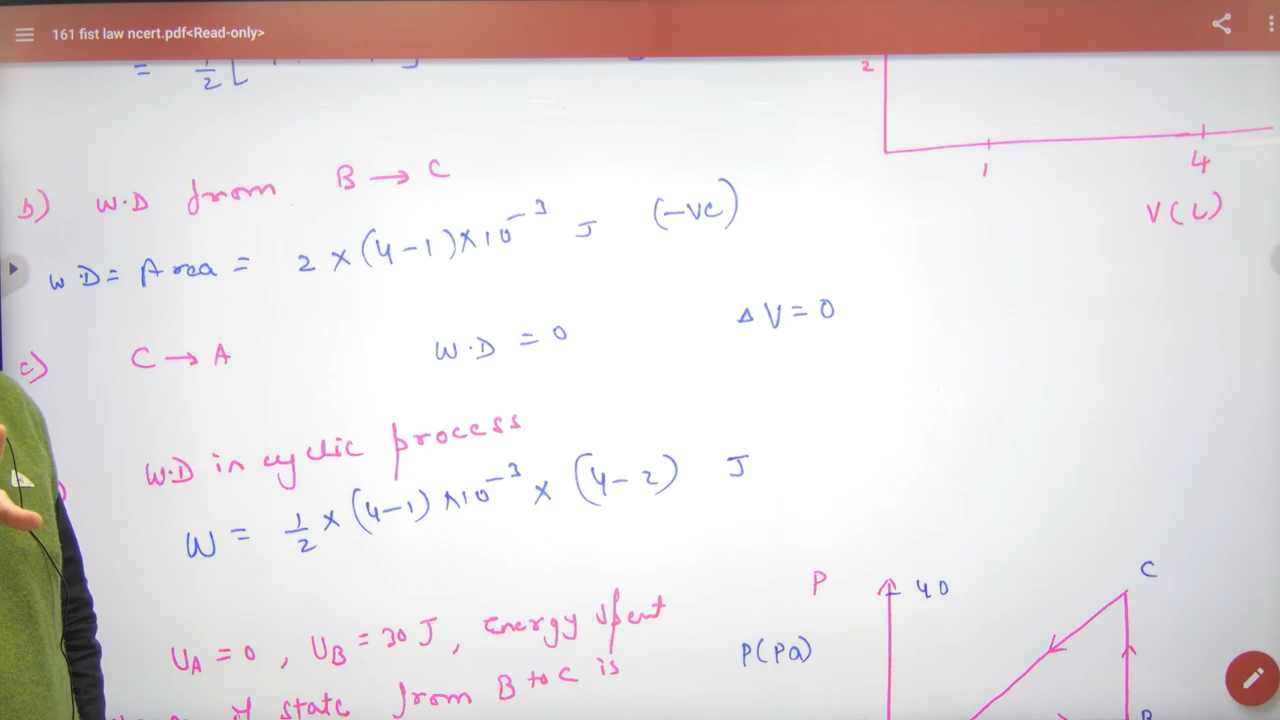 161 fist law ncert.pdf<Read-only>
= 1/2 [
2
1 4
V(L)
b) W.D from B → C
W.D = Area = 2 × (4-1) × 10⁻³ J (-ve)
c) C → A W.D = 0 ΔV = 0
W.D in cyclic process
W = 1/2 × (4-1) × 10⁻³ × (4-2) J
U_A = 0, U_B = 30 J, Energy spent
of state from B to C is
P 40 C
P(Pa)
B